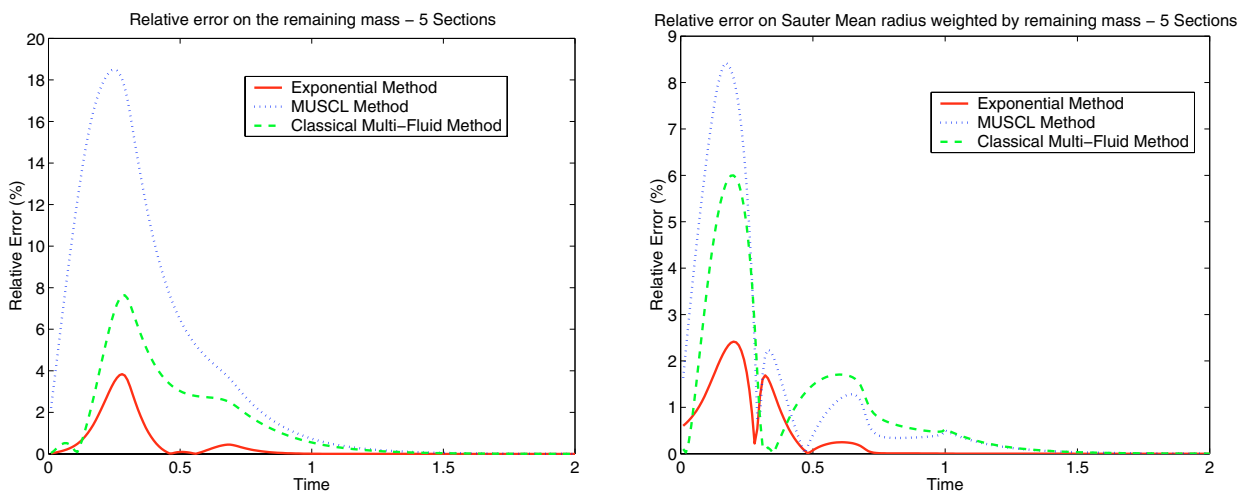 Relative error on the remaining mass – 5 Sections
20
18
16
14
12
10
8
6
4
2
0
Relative Error (%)
Exponential Method
MUSCL Method
Classical Multi-Fluid Method
0 0.5 1 1.5 2
Time
Relative error on Sauter Mean radius weighted by remaining mass – 5 Sections
9
8
7
6
5
4
3
2
1
0
Relative Error (%)
Exponential Method
MUSCL Method
Classical Multi-Fluid Method
0 0.5 1 1.5 2
Time